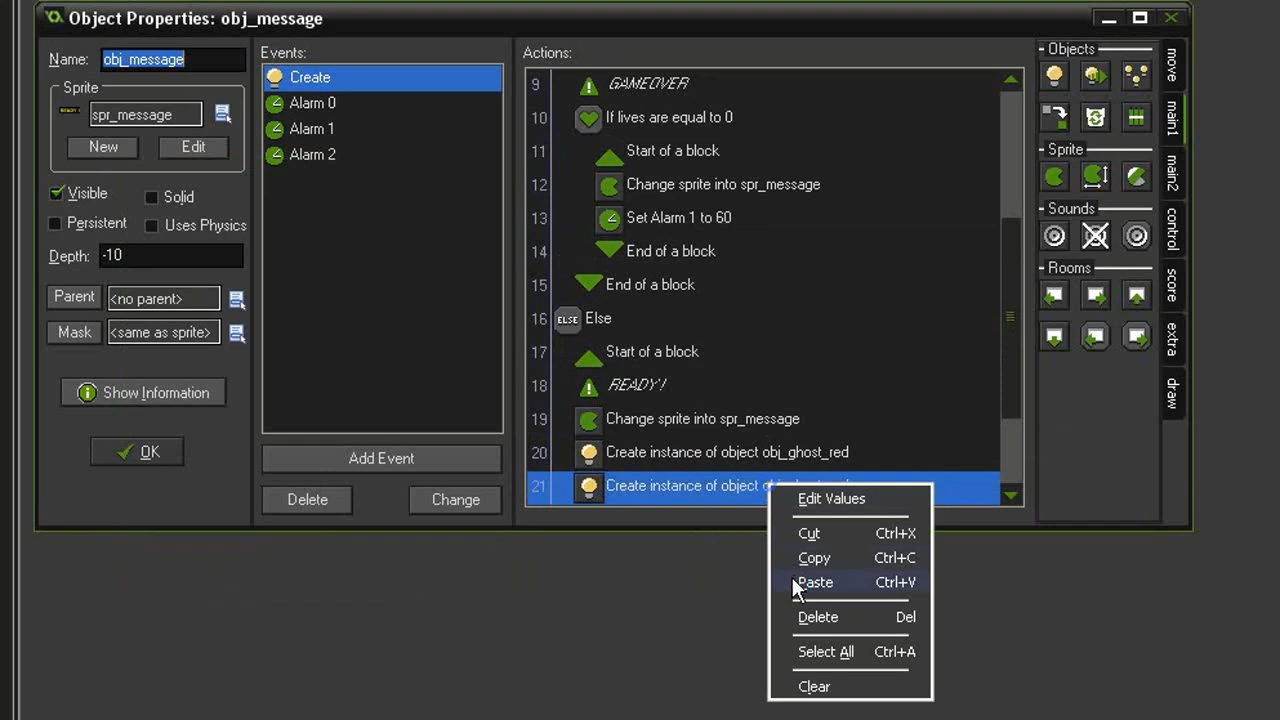 Object Properties: obj_message
Name: obj_message
Sprite
spr_message
New Edit
Visible Solid
Persistent Uses Physics
Depth: -10
Parent <no parent>
Mask <same as sprite>
Show Information
OK
Events:
Create
Alarm 0
Alarm 1
Alarm 2
Add Event
Delete Change
Actions:
9 GAMEOVER
10 If lives are equal to 0
11 Start of a block
12 Change sprite into spr_message
13 Set Alarm 1 to 60
14 End of a block
15 End of a block
16 ELSE Else
17 Start of a block
18 READY!
19 Change sprite into spr_message
20 Create instance of object obj_ghost_red
21 Create instance of object
Edit Values
Cut Ctrl+X
Copy Ctrl+C
Paste Ctrl+V
Delete Del
Select All Ctrl+A
Clear
Objects
Sprite
Sounds
Rooms
move
main1
main2
control
score
extra
draw